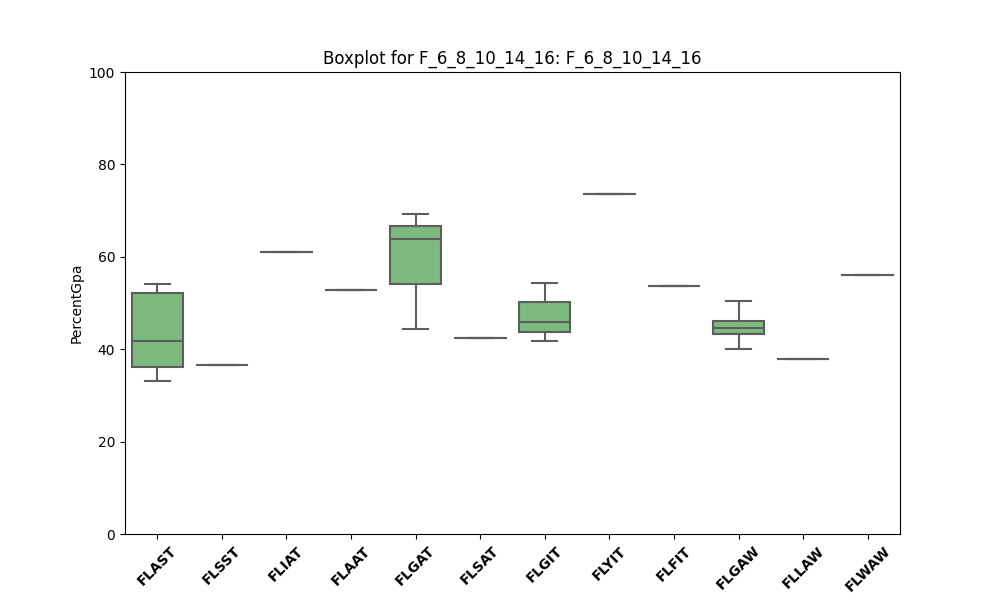 Boxplot for F_6_8_10_14_16: F_6_8_10_14_16
100
80
60
40
20
0
PercentGpa
FLAST
FLSST
FLIAT
FLAAT
FLGAT
FLSAT
FLGIT
FLYIT
FLFIT
FLGAW
FLLAW
FLWAW